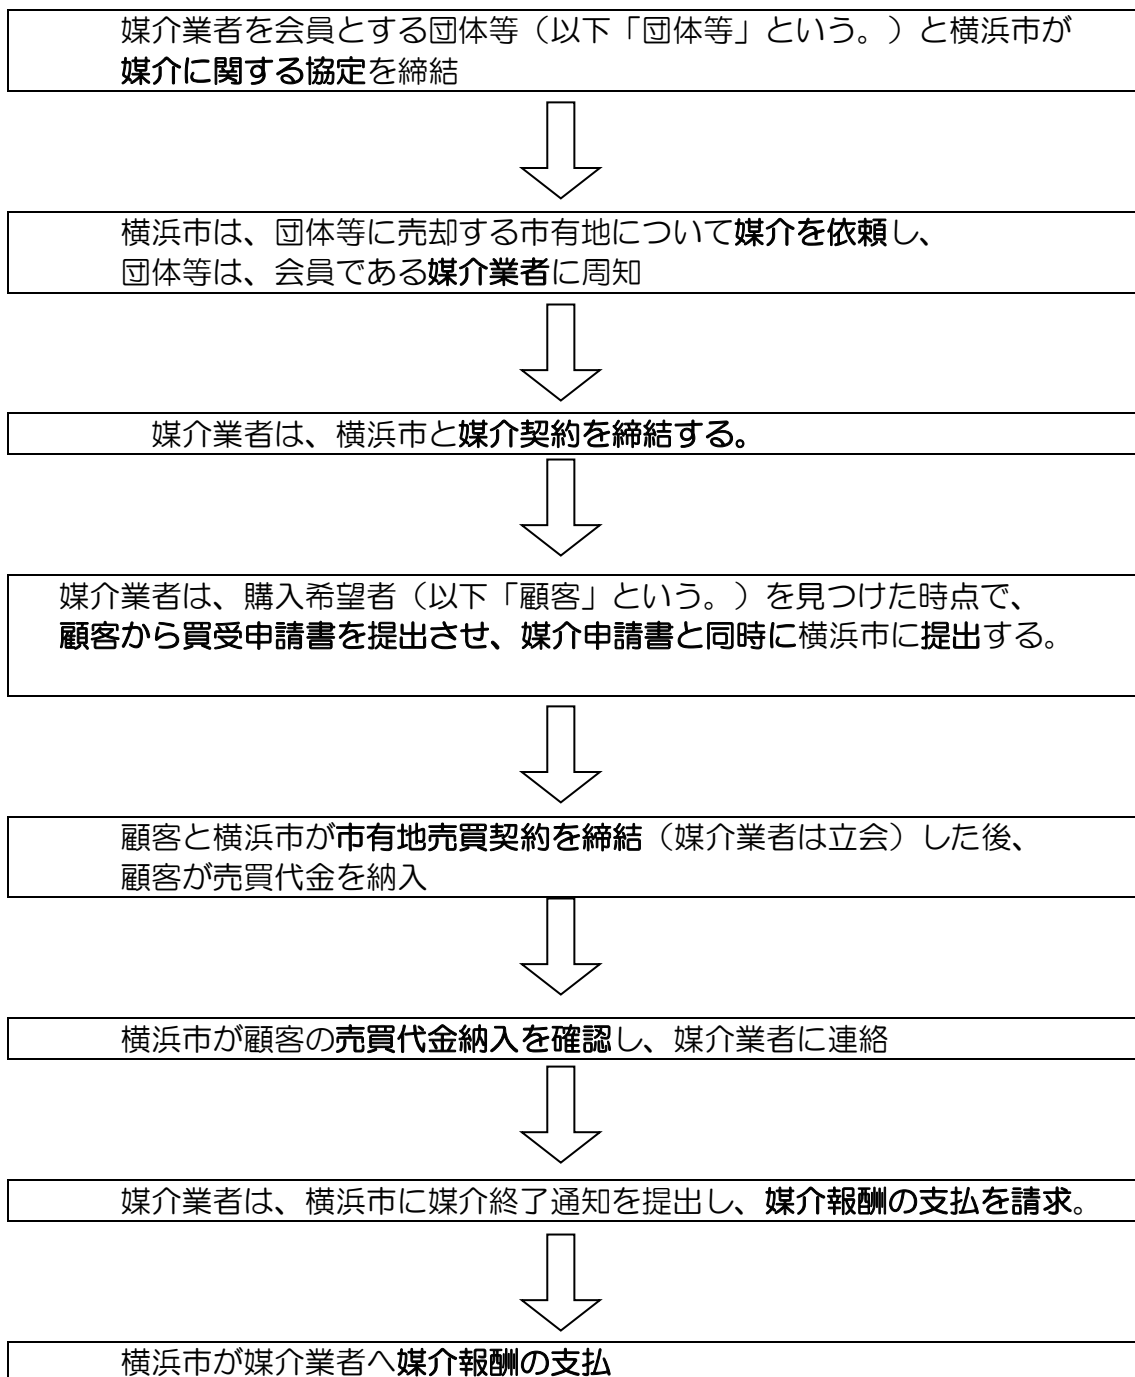 媒介業者を会員とする団体等（以下「団体等」という。）と横浜市が
媒介に関する協定を締結
横浜市は、団体等に売却する市有地について媒介を依頼し、
団体等は、会員である媒介業者に周知
媒介業者は、横浜市と媒介契約を締結する。
媒介業者は、購入希望者（以下「顧客」という。）を見つけた時点で、
顧客から買受申請書を提出させ、媒介申請書と同時に横浜市に提出する。
顧客と横浜市が市有地売買契約を締結（媒介業者は立会）した後、
顧客が売買代金を納入
横浜市が顧客の売買代金納入を確認し、媒介業者に連絡
媒介業者は、横浜市に媒介終了通知を提出し、媒介報酬の支払を請求。
横浜市が媒介業者へ媒介報酬の支払